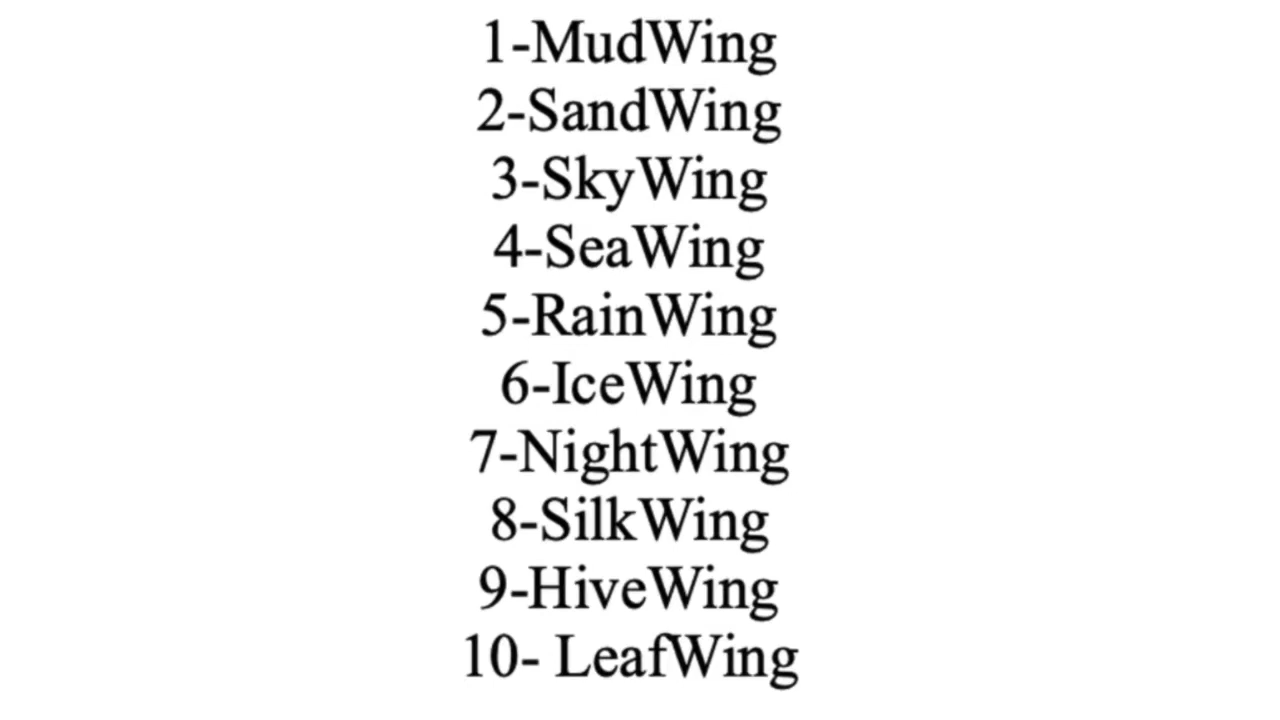 1-MudWing
2-SandWing
3-SkyWing
4-SeaWing
5-RainWing
6-IceWing
7-NightWing
8-SilkWing
9-HiveWing
10- LeafWing